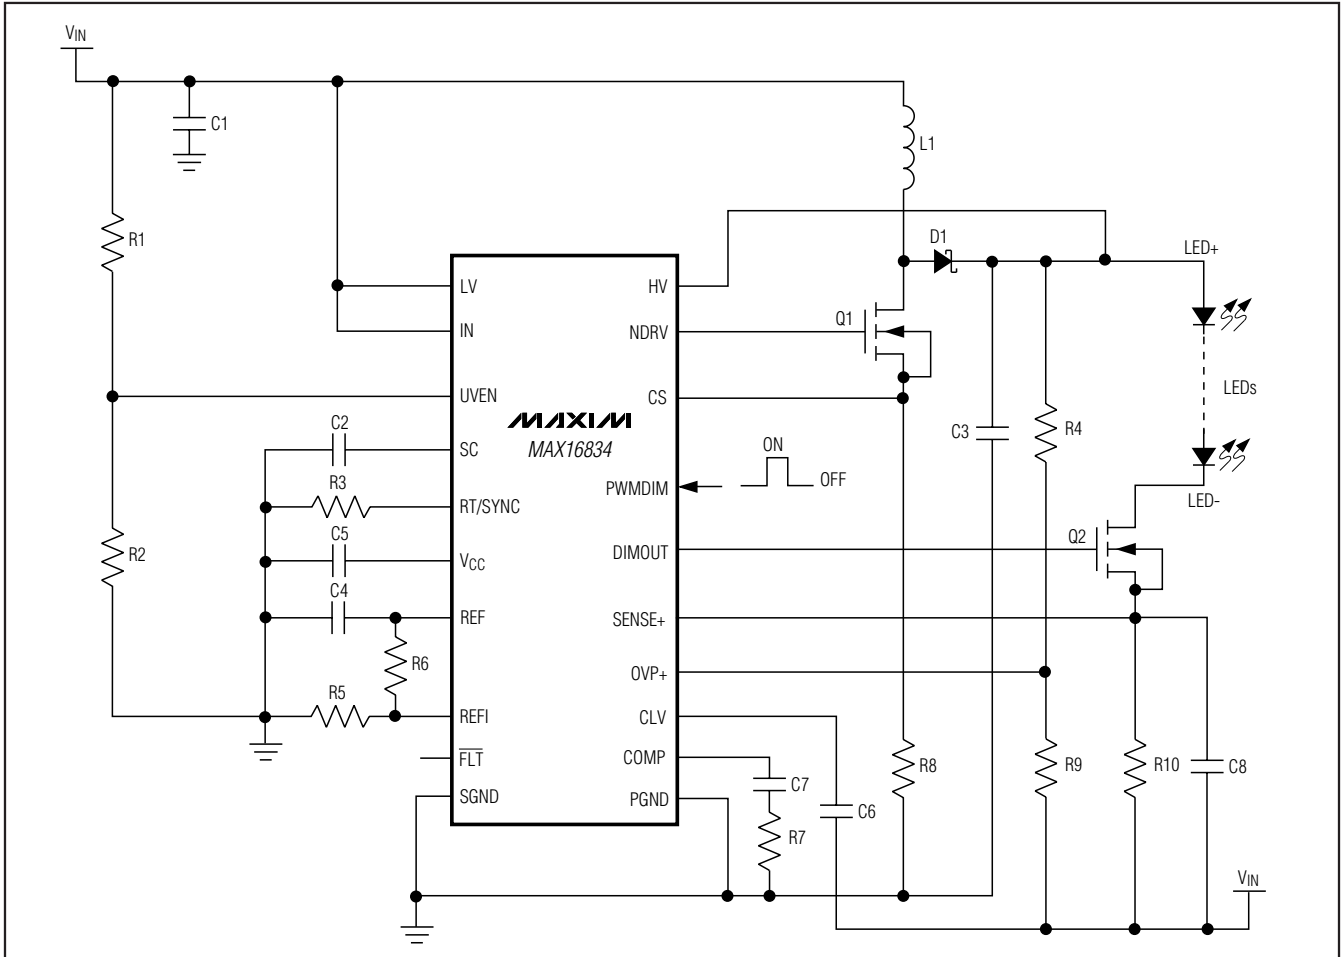 VIN
C1
L1
R1
D1
LED+
LV
HV
Q1
IN
NDRV
LEDs
UVEN
CS
C2
MAXIM
C3
R4
SC
MAX16834
ON
R3
PWMDIM
OFF
LED-
RT/SYNC
C5
Q2
R2
DIMOUT
VCC
C4
REF
SENSE+
R6
OVP+
R5
REFI
CLV
FLT
COMP
R8
R9
R10
C8
C7
SGND
PGND
C6
R7
VIN